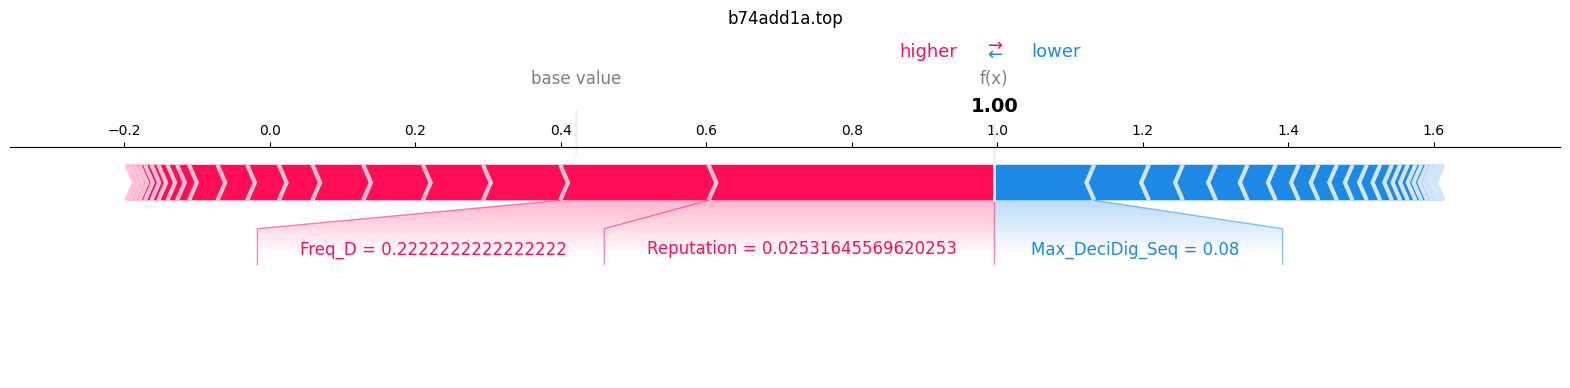 b74add1a.top
higher ⇄ lower
base value f(x)
1.00
−0.2 0.0 0.2 0.4 0.6 0.8 1.0 1.2 1.4 1.6
Freq_D = 0.2222222222222222 Reputation = 0.02531645569620253 Max_DeciDig_Seq = 0.08